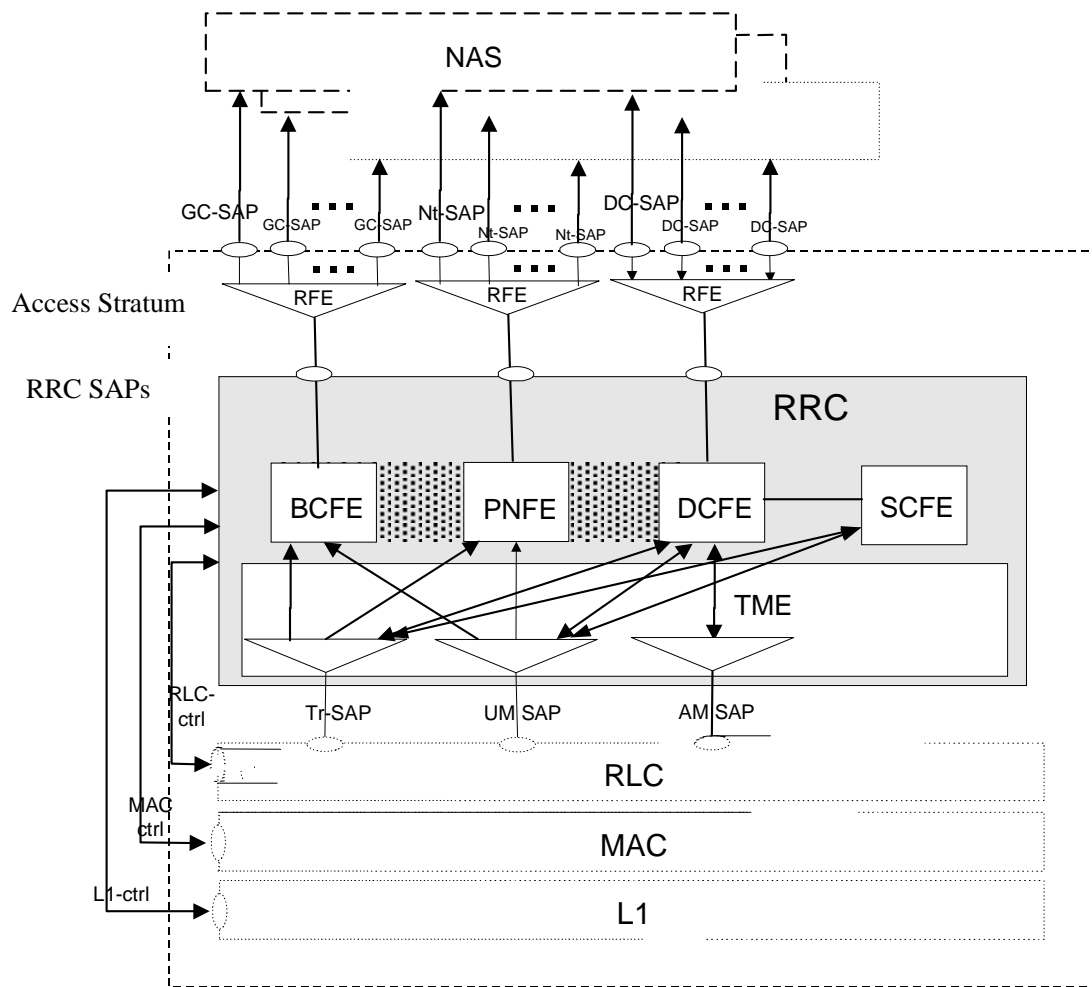 NAS
GC-SAP
GC-SAP
GC-SAP
Nt-SAP
Nt-SAP
Nt-SAP
DC-SAP
DC-SAP
DC-SAP
RFE
RFE
RFE
Access Stratum
RRC SAPs
RRC
BCFE
PNFE
DCFE
SCFE
TME
RLC-
ctrl
Tr-SAP
UM SAP
AM SAP
RLC
MAC
ctrl
MAC
L1-ctrl
L1